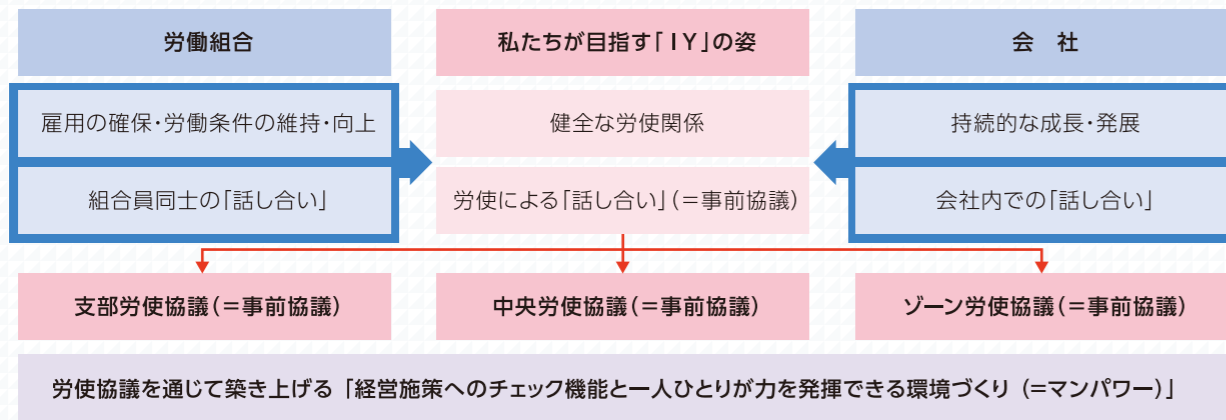 労働組合
私たちが目指す「IY」の姿
会　社
雇用の確保・労働条件の維持・向上
健全な労使関係
持続的な成長・発展
組合員同士の「話し合い」
労使による「話し合い」(＝事前協議)
会社内での「話し合い」
支部労使協議(＝事前協議)
中央労使協議(＝事前協議)
ゾーン労使協議(＝事前協議)
労使協議を通じて築き上げる「経営施策へのチェック機能と一人ひとりが力を発揮できる環境づくり (＝マンパワー)」